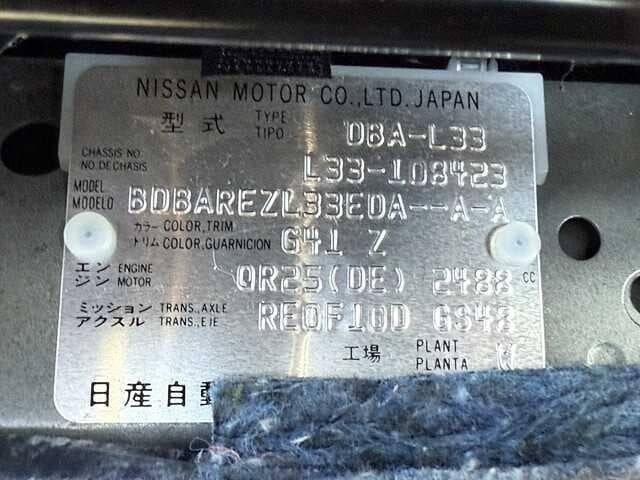 NISSAN MOTOR CO.,LTD.JAPAN
型式 TYPE TIPO DBA-L33
CHASSIS NO. NO.DE CHASIS L33-108423
MODEL MODELO BDBAREZL33EDA--A-A
カラー トリム COLOR,TRIM COLOR,GUARNICION G41 Z
エンジン ENGINE MOTOR QR25(DE) 2488 CC
ミッション アクスル TRANS.,AXLE TRANS.,EJE RE0F10D GS48
工場 PLANT PLANTA
日産自動